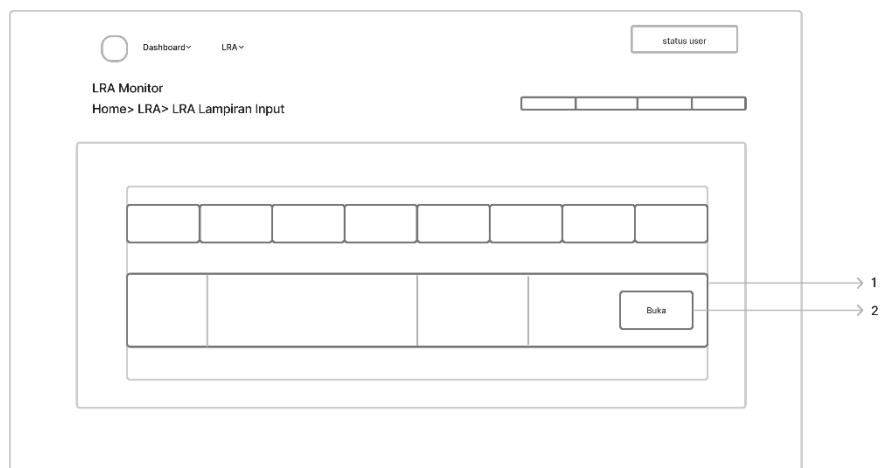 Dashboard LRA status user
LRA Monitor
Home> LRA> LRA Lampiran Input
1
Buka 2